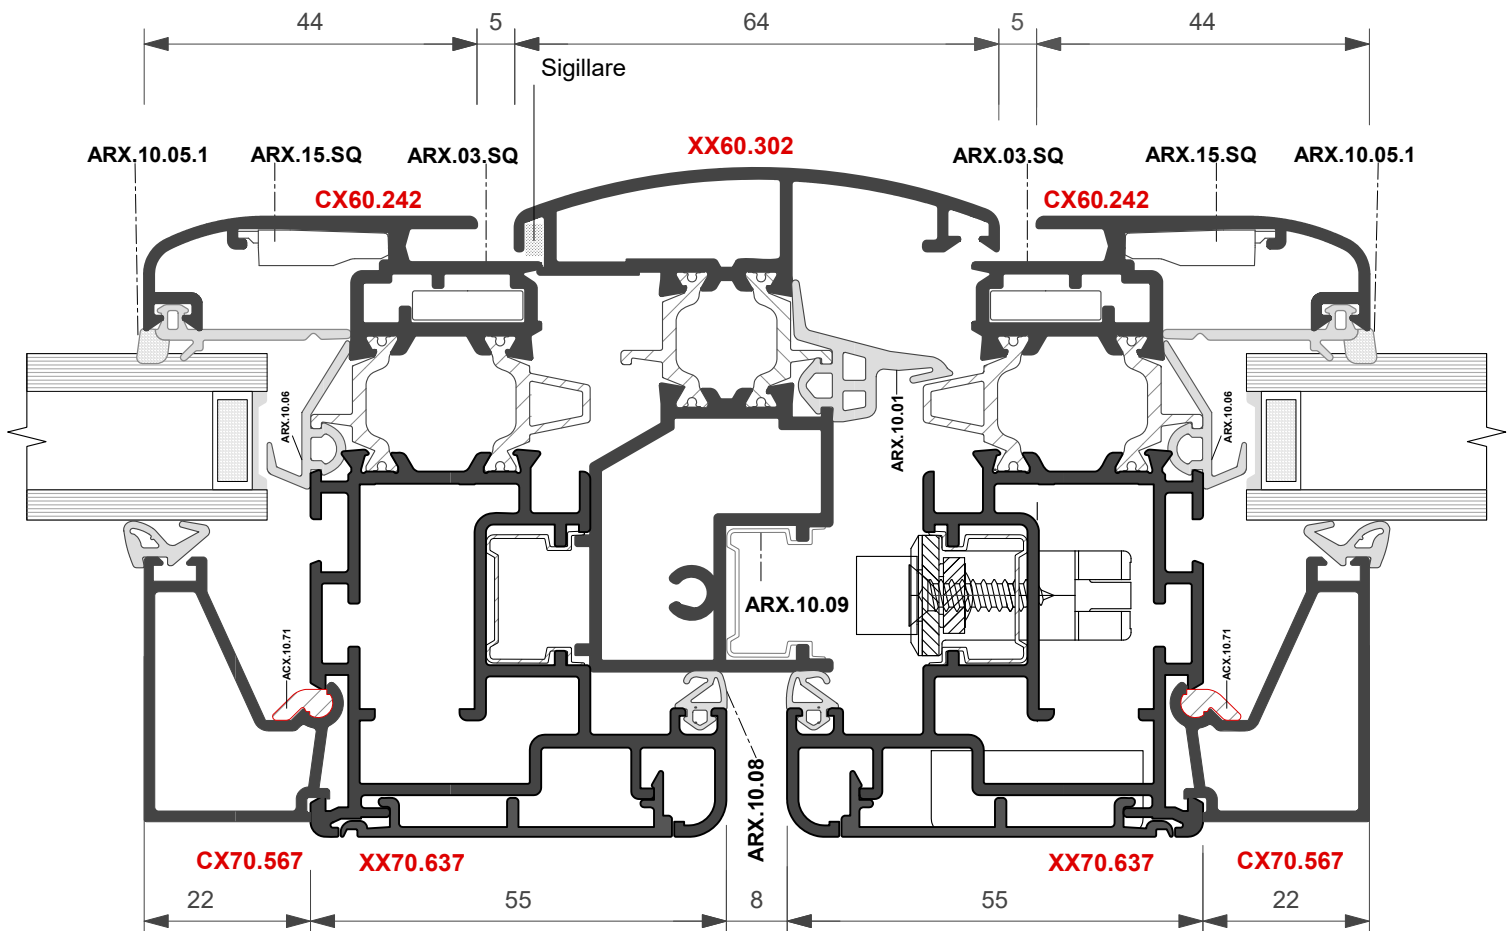 44 5 64 5 44
Sigillare
XX60.302
ARX.10.05.1 ARX.15.SQ ARX.03.SQ ARX.03.SQ ARX.15.SQ ARX.10.05.1
CX60.242 CX60.242
ARX.10.06 ARX.10.01 ARX.10.06
ARX.10.09
ACX.10.71 ACX.10.71
ARX.10.08
CX70.567 XX70.637 XX70.637 CX70.567
22 55 8 55 22